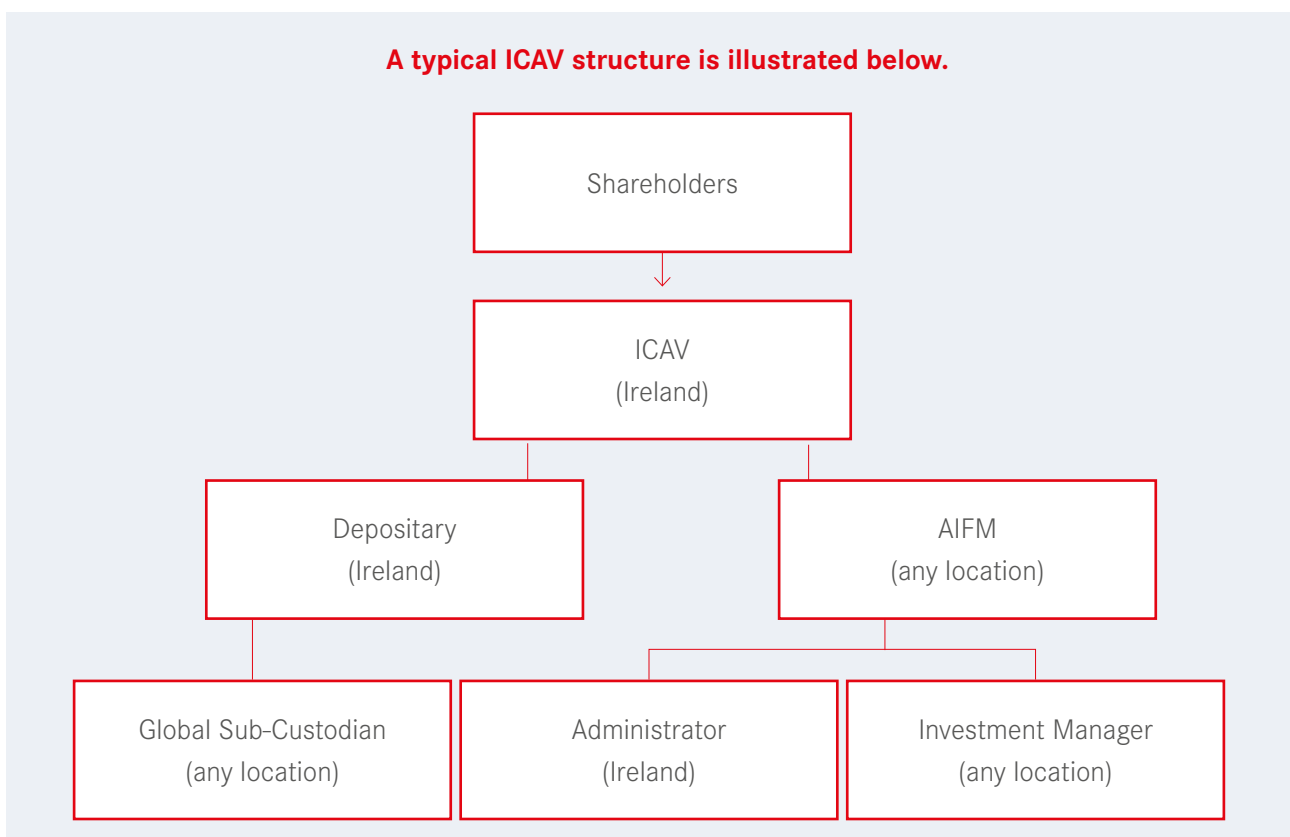 A typical ICAV structure is illustrated below.
Shareholders
ICAV
(Ireland)
Depositary
(Ireland)
AIFM
(any location)
Global Sub-Custodian
(any location)
Administrator
(Ireland)
Investment Manager
(any location)